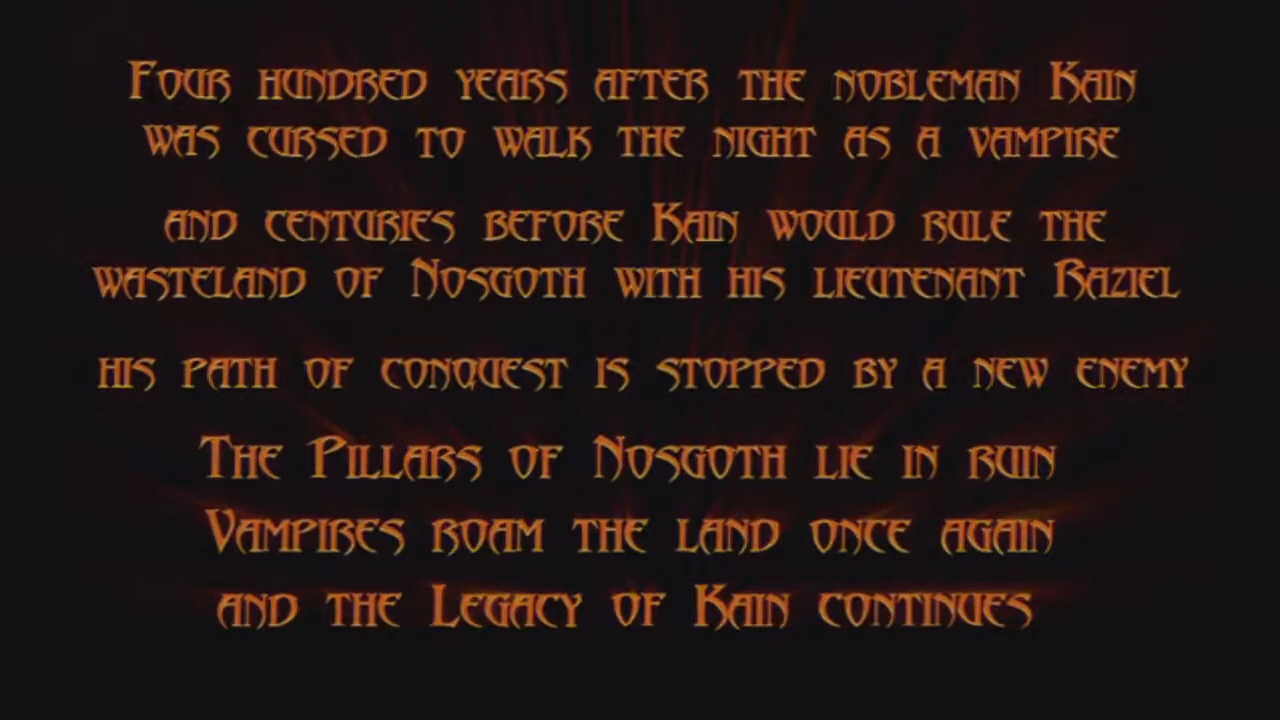 Four hundred years after the nobleman Kain
was cursed to walk the night as a vampire
and centuries before Kain would rule the
wasteland of Nosgoth with his lieutenant Raziel
his path of conquest is stopped by a new enemy
The Pillars of Nosgoth lie in ruin
Vampires roam the land once again
and the Legacy of Kain continues